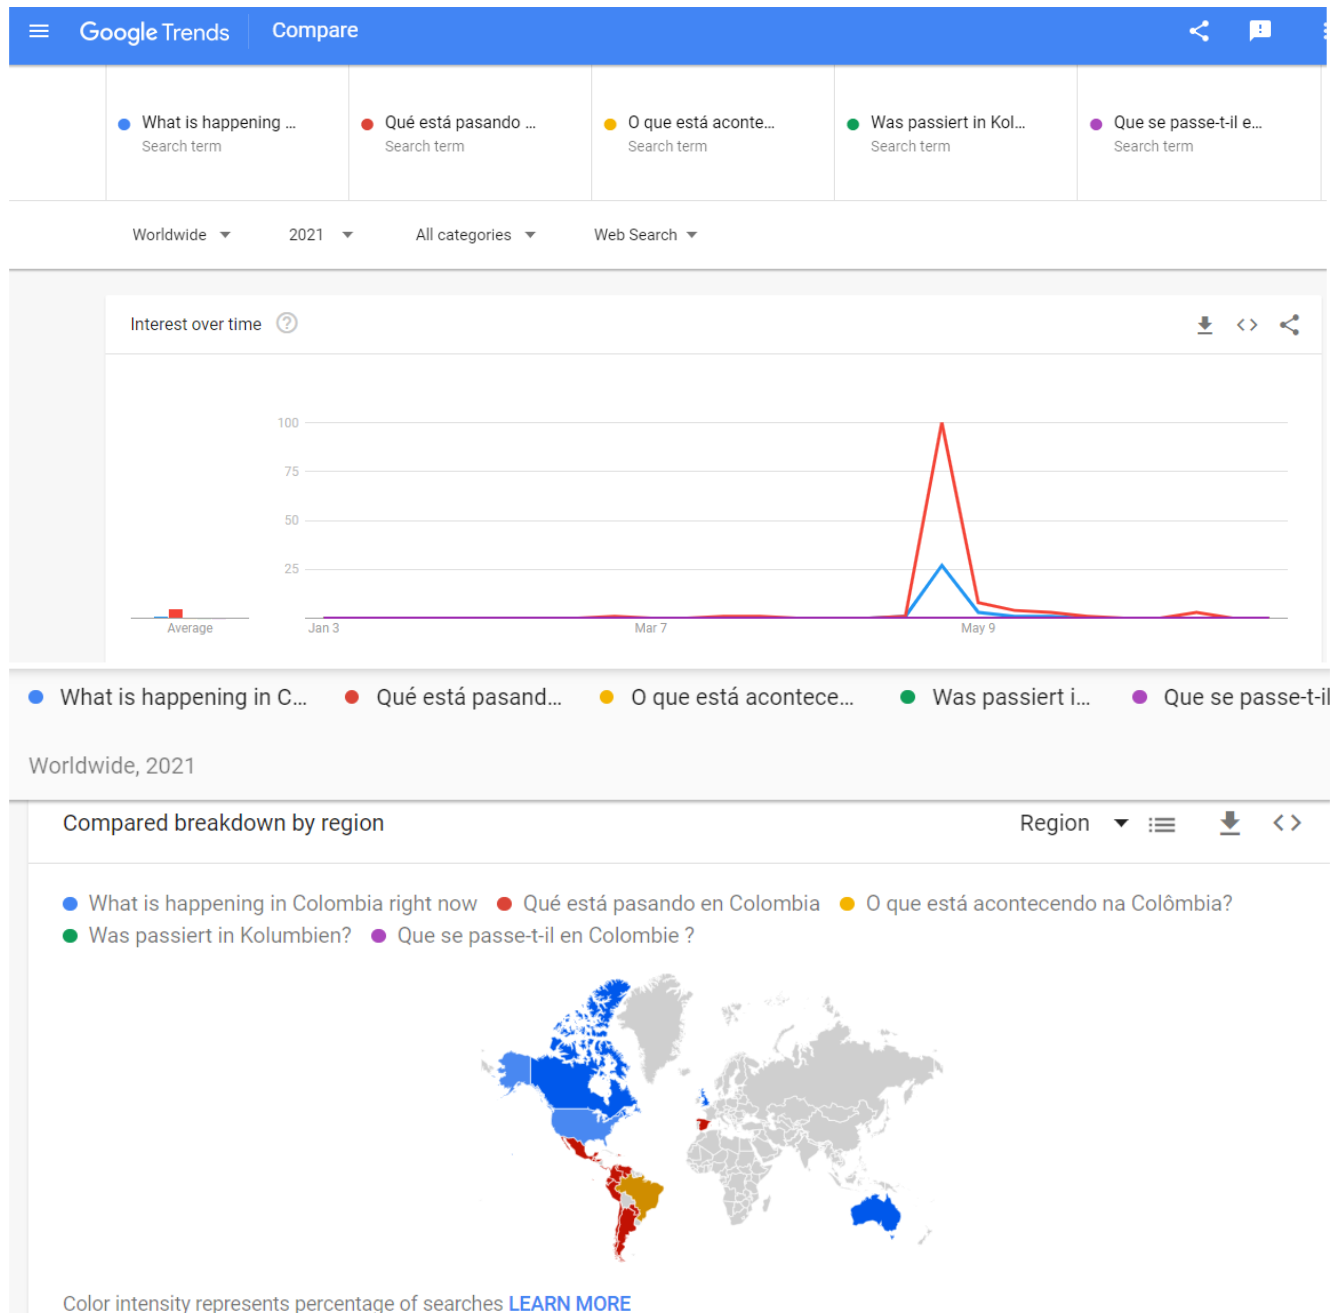 Google Trends Compare
What is happening ... Qué está pasando ... O que está aconte... Was passiert in Kol... Que se passe-t-il e...
Search term Search term Search term Search term Search term
Worldwide 2021 All categories Web Search
Interest over time
100
75
50
25
Average Jan 3 Mar 7 May 9
What is happening in C... Qué está pasand... O que está acontece... Was passiert i... Que se passe-t-il
Worldwide, 2021
Compared breakdown by region Region
What is happening in Colombia right now Qué está pasando en Colombia O que está acontecendo na Colômbia?
Was passiert in Kolumbien? Que se passe-t-il en Colombie ?
Color intensity represents percentage of searches LEARN MORE